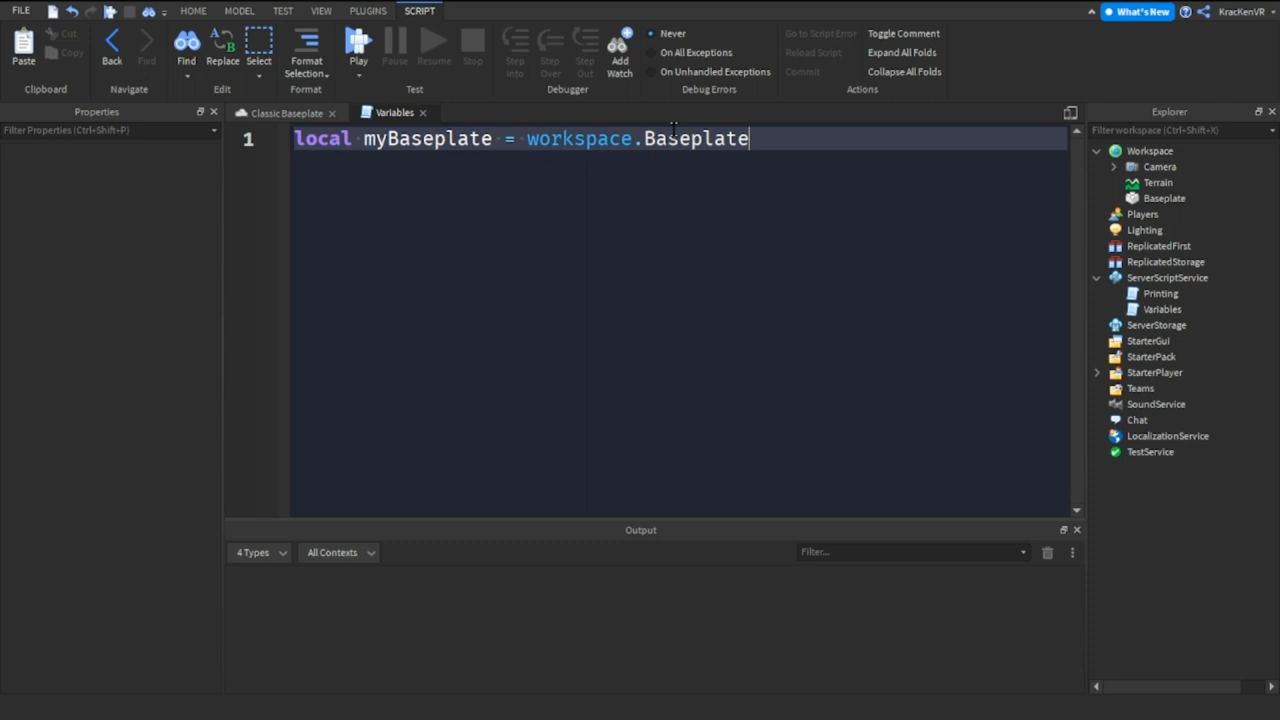 FILE HOME MODEL TEST VIEW PLUGINS SCRIPT What's New KracKenVR
Paste Cut Copy Back Fwd Find Replace Select Format Selection Play Pause Resume Stop Step Into Step Over Step Out Add Watch Never On All Exceptions On Unhandled Exceptions Go to Script Error Reload Script Commit Toggle Comment Expand All Folds Collapse All Folds
Clipboard Navigate Edit Format Test Debugger Debug Errors Actions
Properties
Filter Properties (Ctrl+Shift+P)
Classic Baseplate Variables
1 local myBaseplate = workspace.Baseplate
Explorer
Filter workspace (Ctrl+Shift+X)
Workspace
Camera
Terrain
Baseplate
Players
Lighting
ReplicatedFirst
ReplicatedStorage
ServerScriptService
Printing
Variables
ServerStorage
StarterGui
StarterPack
StarterPlayer
Teams
SoundService
Chat
LocalizationService
TestService
Output
4 Types All Contexts Filter...